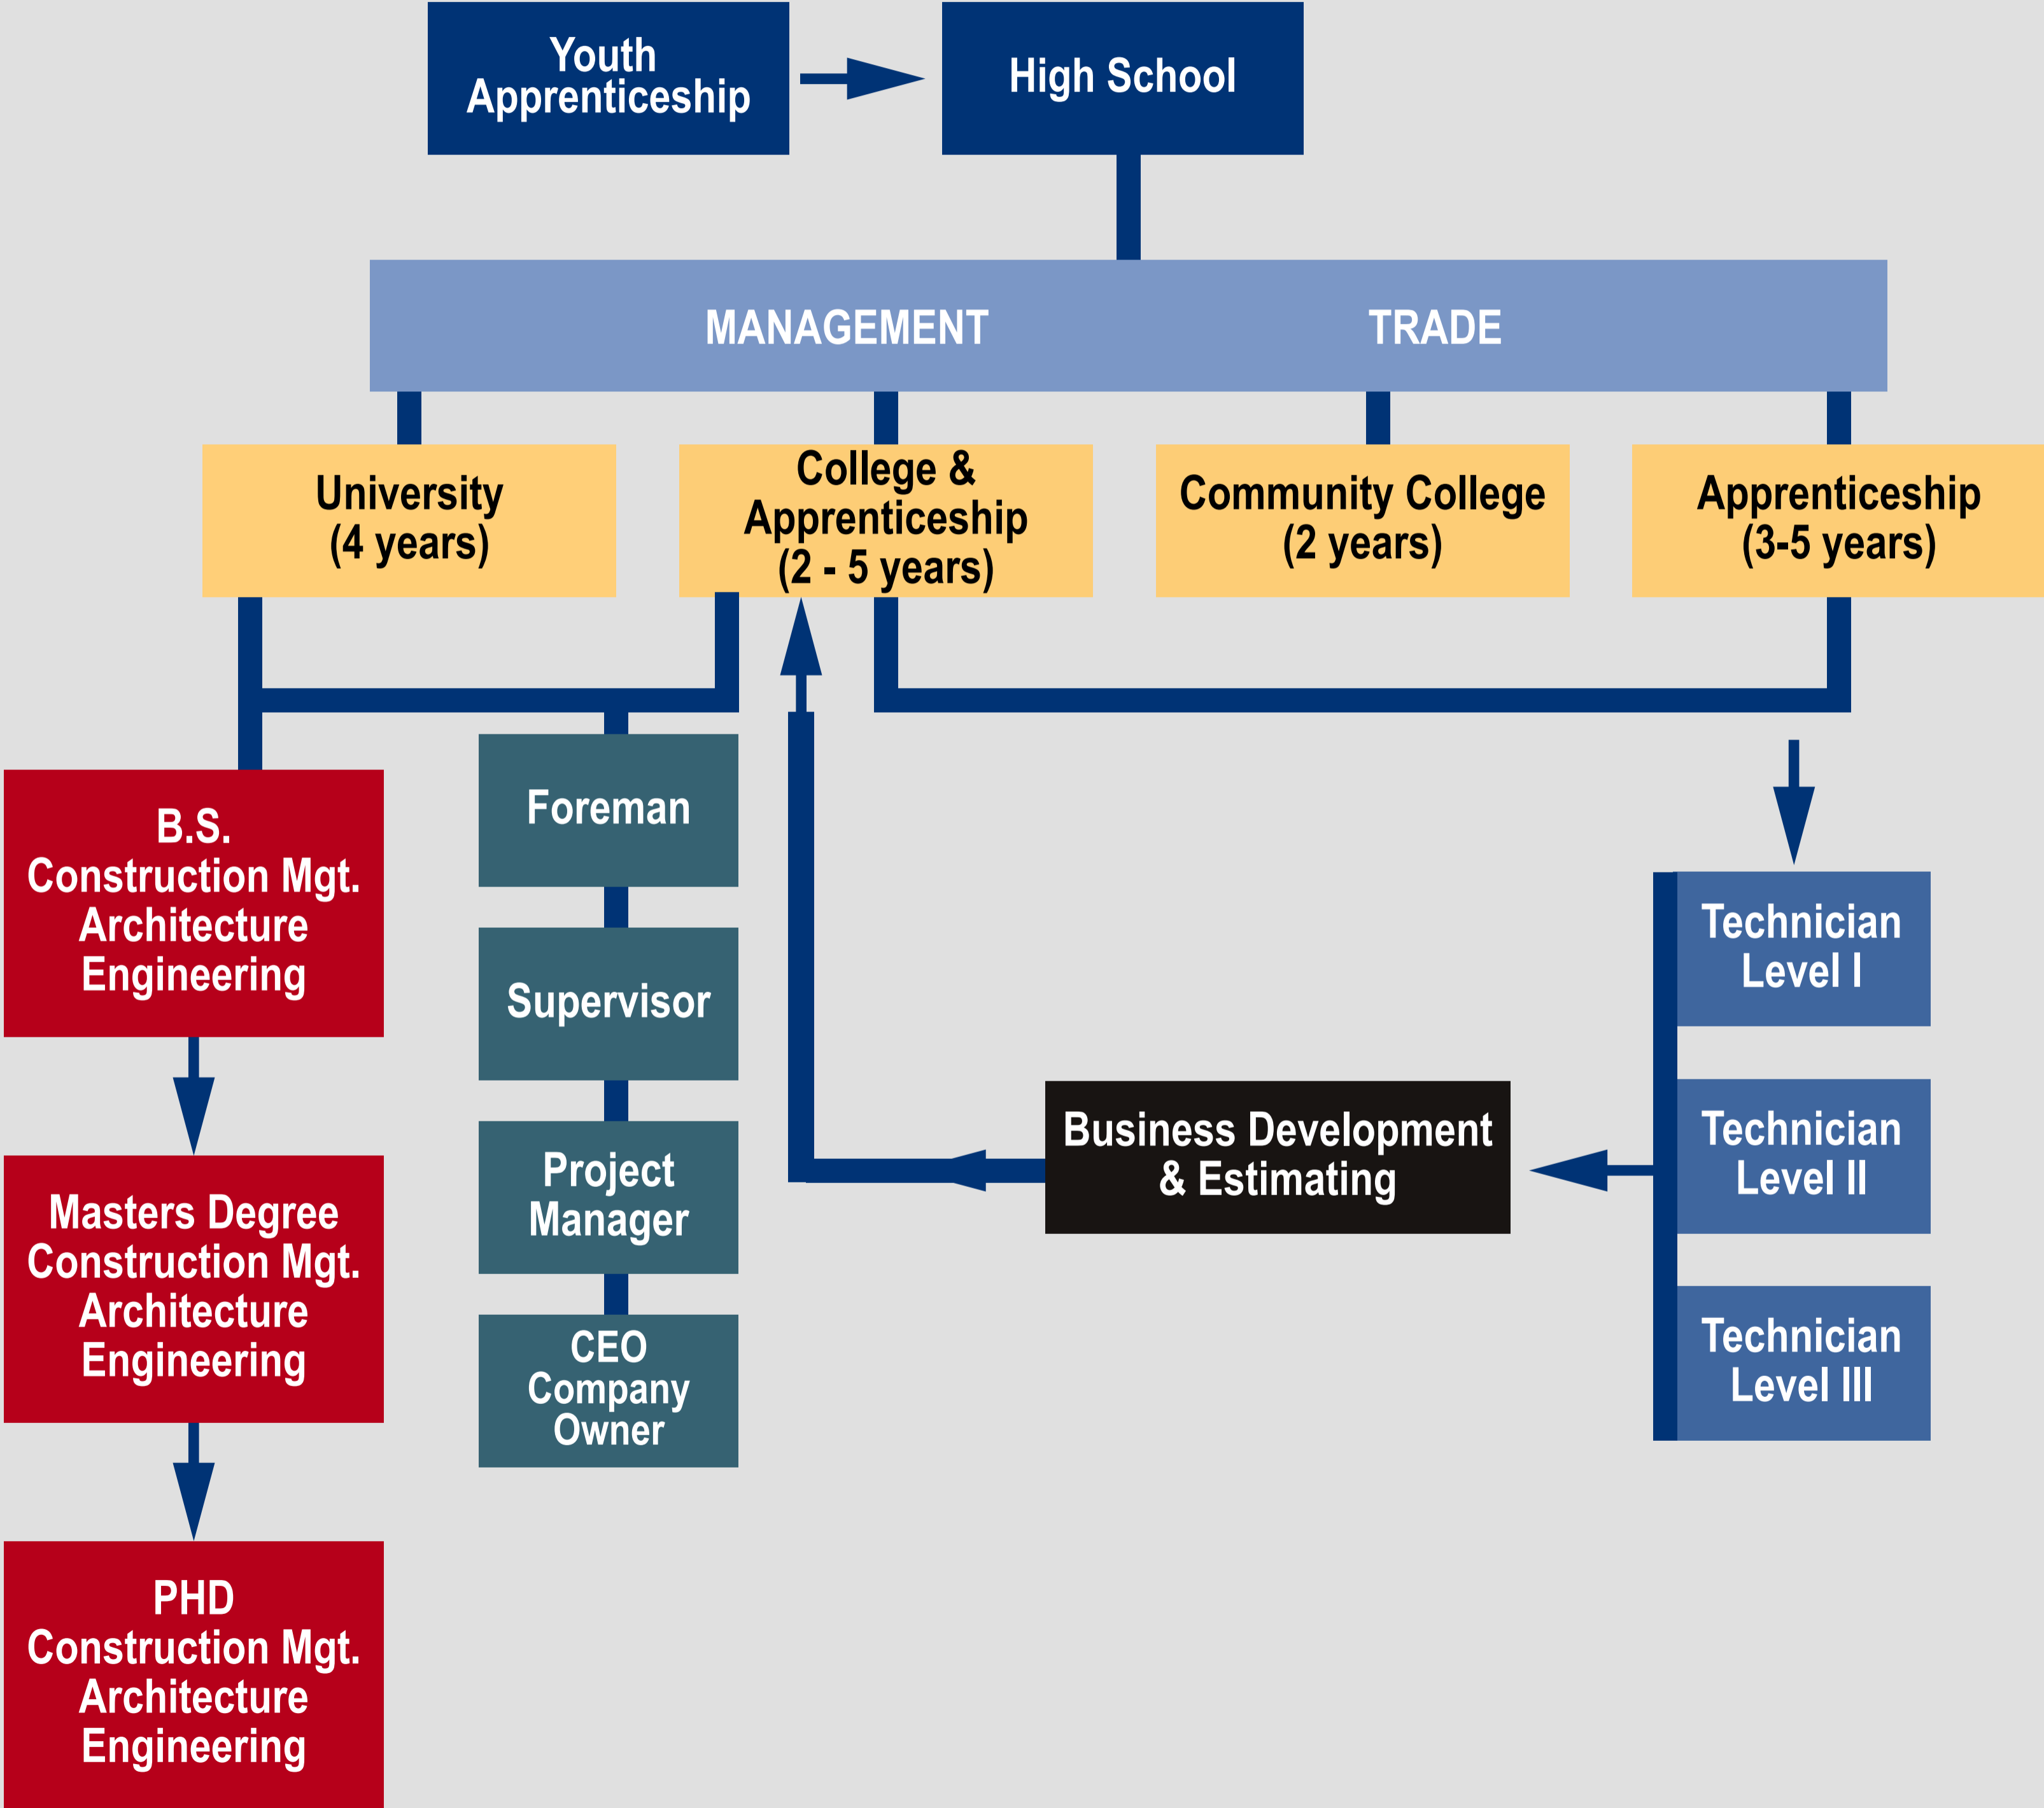 Youth
Apprenticeship
High School
MANAGEMENT
TRADE
University
(4 years)
College &
Apprenticeship
(2 - 5 years)
Community College
(2 years)
Apprenticeship
(3-5 years)
B.S.
Construction Mgt.
Architecture
Engineering
Masters Degree
Construction Mgt.
Architecture
Engineering
PHD
Construction Mgt.
Architecture
Engineering
Foreman
Supervisor
Project
Manager
CEO
Company
Owner
Business Development
& Estimating
Technician
Level I
Technician
Level II
Technician
Level III